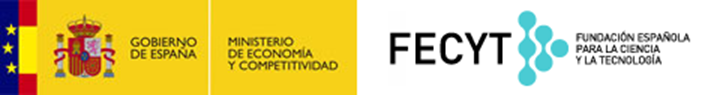 GOBIERNO
DE ESPAÑA
MINISTERIO
DE ECONOMÍA
Y COMPETITIVIDAD
FECYT
FUNDACIÓN ESPAÑOLA
PARA LA CIENCIA
Y LA TECNOLOGÍA